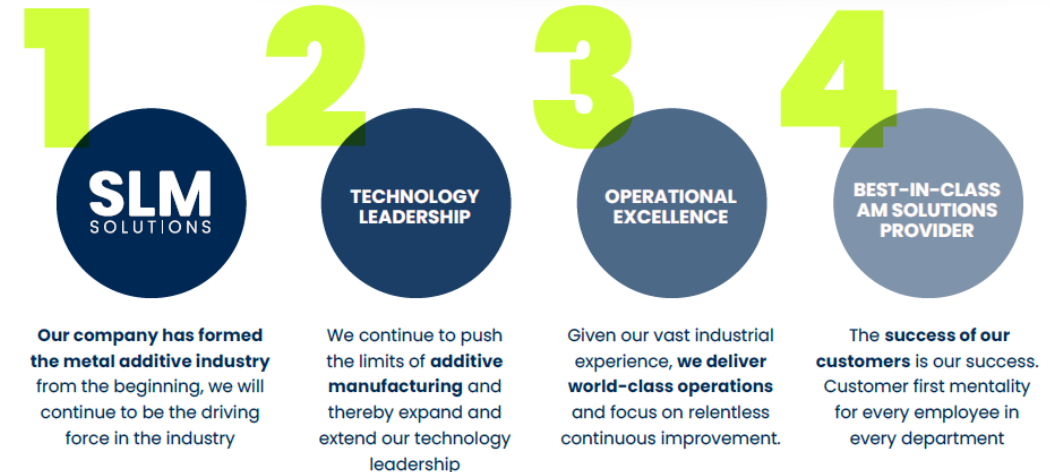 1
SLM
SOLUTIONS
Our company has formed
the metal additive industry
from the beginning, we will
continue to be the driving
force in the industry
2
TECHNOLOGY
LEADERSHIP
We continue to push
the limits of additive
manufacturing and
thereby expand and
extend our technology
leadership
3
OPERATIONAL
EXCELLENCE
Given our vast industrial
experience, we deliver
world-class operations
and focus on relentless
continuous improvement.
4
BEST-IN-CLASS
AM SOLUTIONS
PROVIDER
The success of our
customers is our success.
Customer first mentality
for every employee in
every department